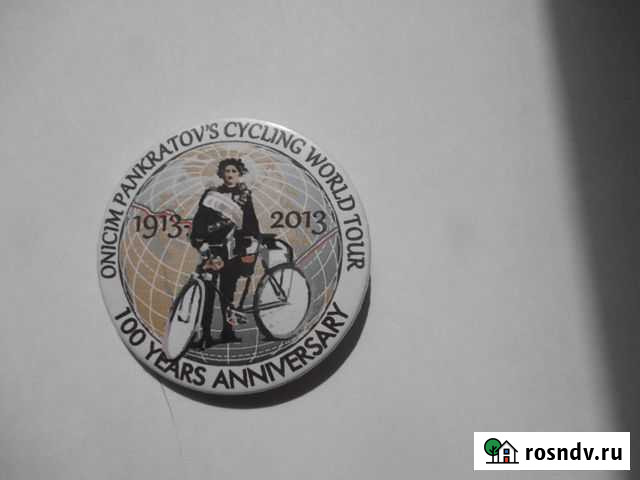 ONICIM PANKRATOV'S CYCLING WORLD TOUR
1913 2013
100 YEARS ANNIVERSARY
rosndv.ru